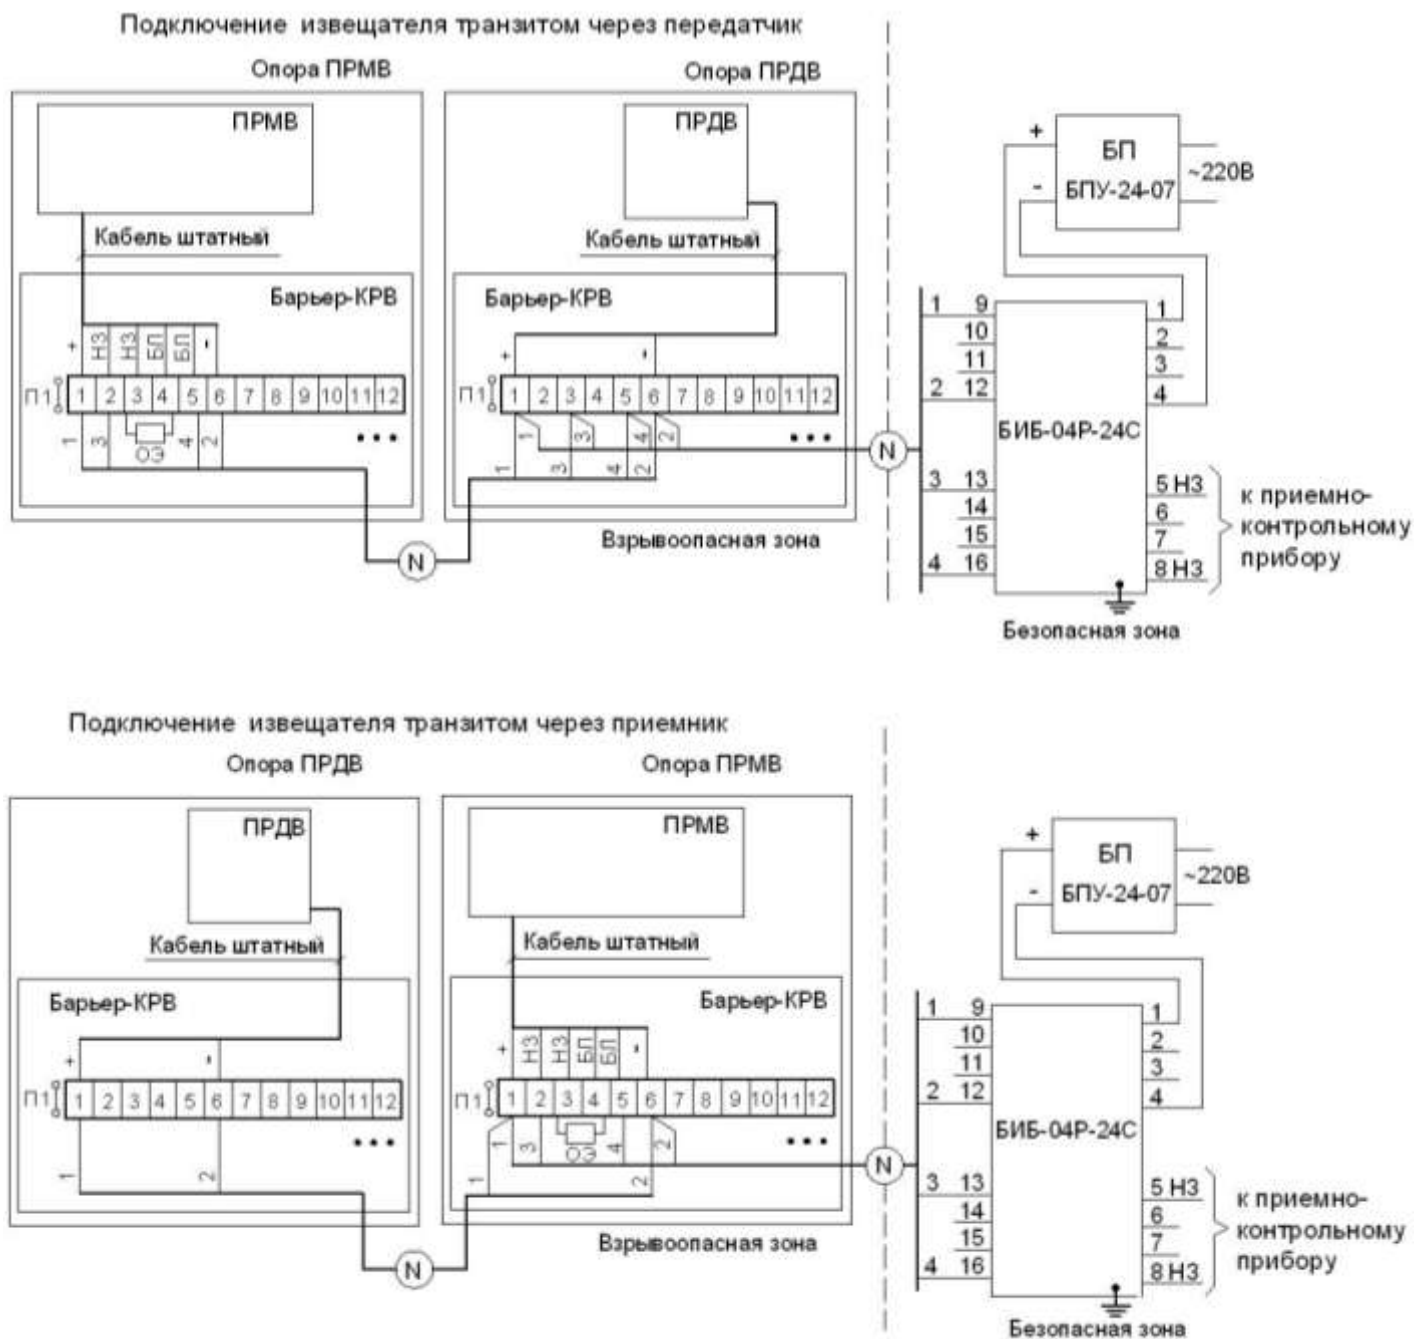 Подключение извещателя транзитом через передатчик
Опора ПРМВ
Опора ПРДВ
ПРМВ
ПРДВ
+
БП
БПУ-24-07
-
~220В
Кабель штатный
Кабель штатный
Барьер-КРВ
Барьер-КРВ
+ НЗ НЗ БП БП -
+ -
П1 1 2 3 4 5 6 7 8 9 10 11 12
П1 1 2 3 4 5 6 7 8 9 10 11 12
1 3 ОЭ 4 2
1 3 4 2
1 3 4 2
N
N
1 9
10
11
2 12
3 13
14
15
4 16
БИБ-04Р-24С
1
2
3
4
5 НЗ
6
7
8 НЗ
к приемно-
контрольному
прибору
Взрывоопасная зона
Безопасная зона
Подключение извещателя транзитом через приемник
Опора ПРДВ
Опора ПРМВ
ПРДВ
ПРМВ
+
БП
БПУ-24-07
-
~220В
Кабель штатный
Кабель штатный
Барьер-КРВ
Барьер-КРВ
+ -
+ НЗ НЗ БП БП -
П1 1 2 3 4 5 6 7 8 9 10 11 12
П1 1 2 3 4 5 6 7 8 9 10 11 12
1 2
1 3 ОЭ 4 2
1 2
N
N
1 9
10
11
2 12
3 13
14
15
4 16
БИБ-04Р-24С
1
2
3
4
5 НЗ
6
7
8 НЗ
к приемно-
контрольному
прибору
Взрывоопасная зона
Безопасная зона